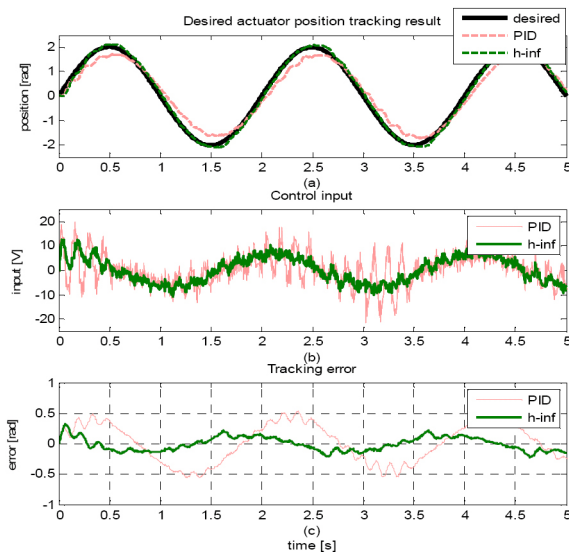 Desired actuator position tracking result
desired
PID
h-inf
position [rad]
2
1
0
-1
-2
0 0.5 1 1.5 2 2.5 3 3.5 4 4.5 5
(a)
Control input
PID
h-inf
input [V]
20
10
0
-10
-20
0 0.5 1 1.5 2 2.5 3.0 3.5 4 4.5 5
(b)
Tracking error
PID
h-inf
error [rad]
1
0.5
0
-0.5
-1
0 0.5 1 1.5 2 2.5 3 3.5 4 4.5 5
(c)
time [s]